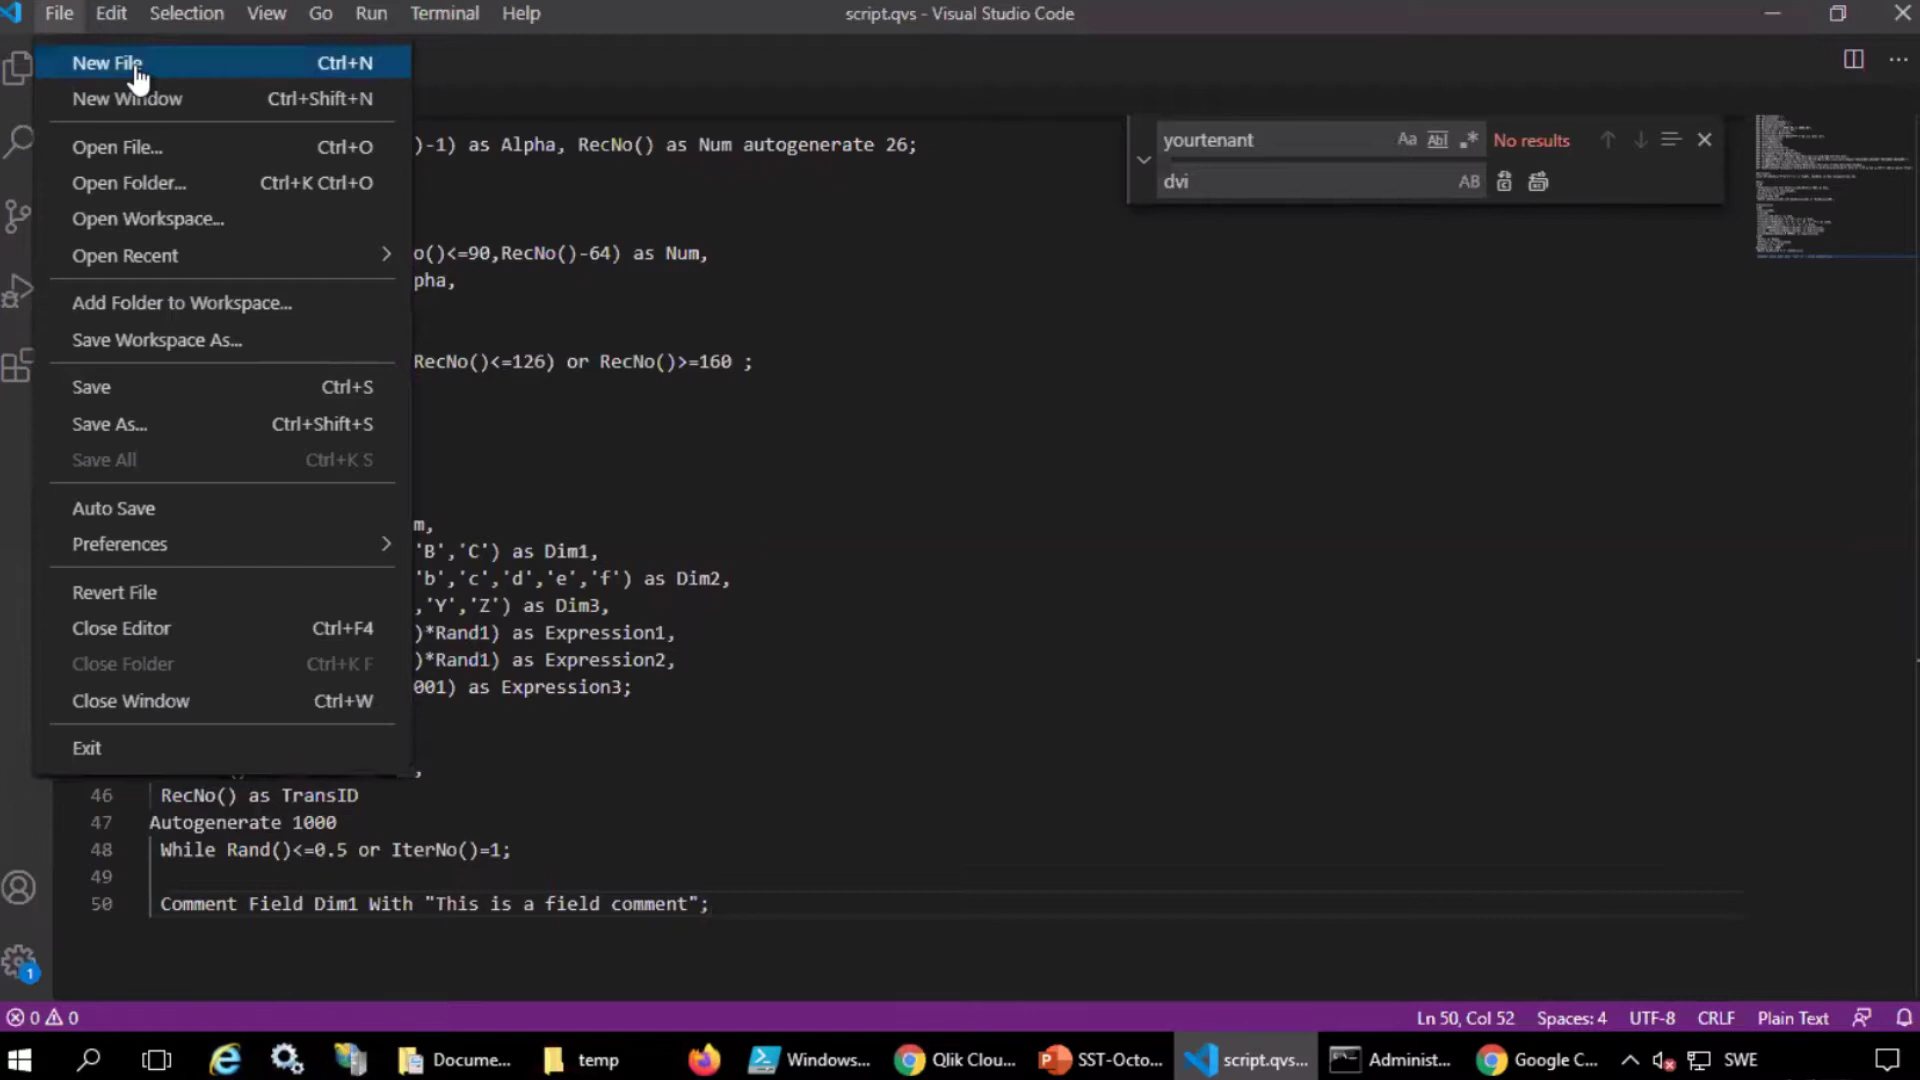 File Edit Selection View Go Run Terminal Help script.qvs - Visual Studio Code
New File Ctrl+N
New Window Ctrl+Shift+N
Open File... Ctrl+O
Open Folder... Ctrl+K Ctrl+O
Open Workspace...
Open Recent
Add Folder to Workspace...
Save Workspace As...
Save Ctrl+S
Save As... Ctrl+Shift+S
Save All Ctrl+K S
Auto Save
Preferences
Revert File
Close Editor Ctrl+F4
Close Folder Ctrl+K F
Close Window Ctrl+W
Exit
yourtenant Aa Abl .* No results
dvi AB
)-1) as Alpha, RecNo() as Num autogenerate 26;
o()<=90,RecNo()-64) as Num,
pha,
RecNo()<=126) or RecNo()>=160 ;
m,
'B','C') as Dim1,
'b','c','d','e','f') as Dim2,
,'Y','Z') as Dim3,
)*Rand1) as Expression1,
)*Rand1) as Expression2,
001) as Expression3;
46 RecNo() as TransID
47 Autogenerate 1000
48 While Rand()<=0.5 or IterNo()=1;
49
50 Comment Field Dim1 With "This is a field comment";
1
0 0 Ln 50, Col 52 Spaces: 4 UTF-8 CRLF Plain Text
Docume... temp Windows... Qlik Clou... SST-Octo... script.qvs... Administ... Google C... SWE